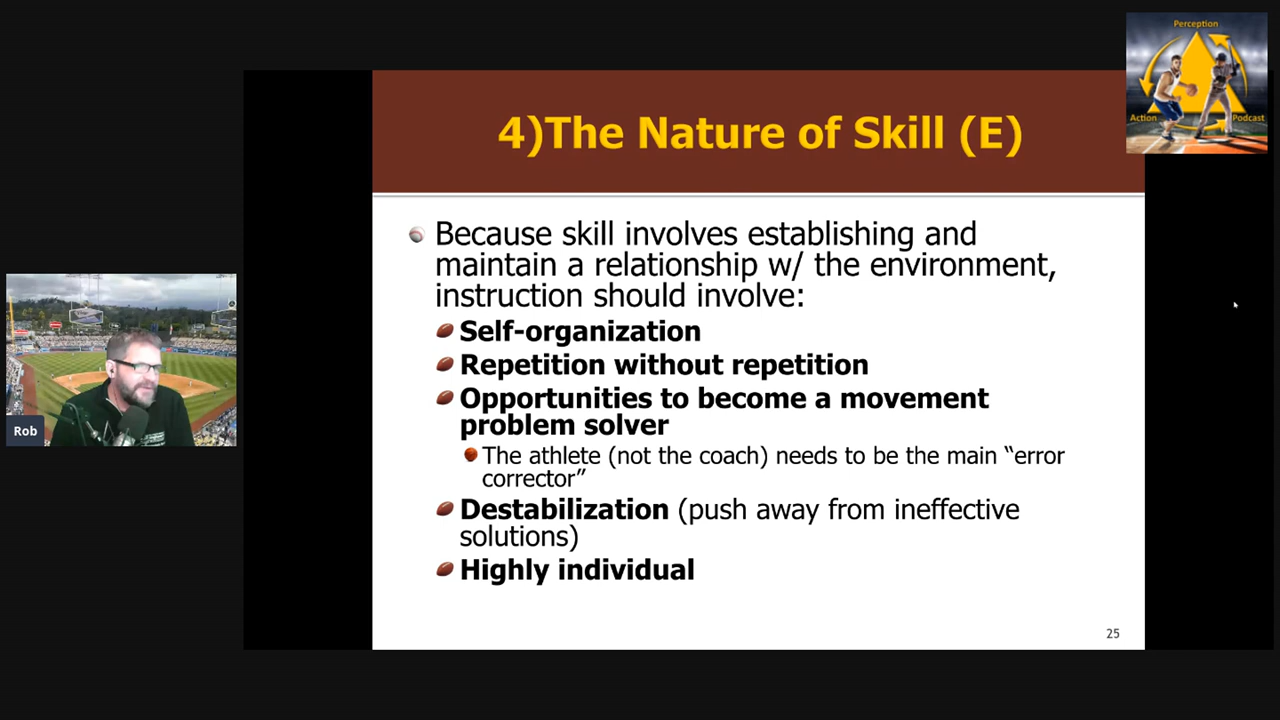 Perception
Action
Podcast
4)The Nature of Skill (E)
Because skill involves establishing and
maintain a relationship w/ the environment,
instruction should involve:
Self-organization
Repetition without repetition
Opportunities to become a movement
problem solver
The athlete (not the coach) needs to be the main “error
corrector”
Destabilization (push away from ineffective
solutions)
Highly individual
25
Rob